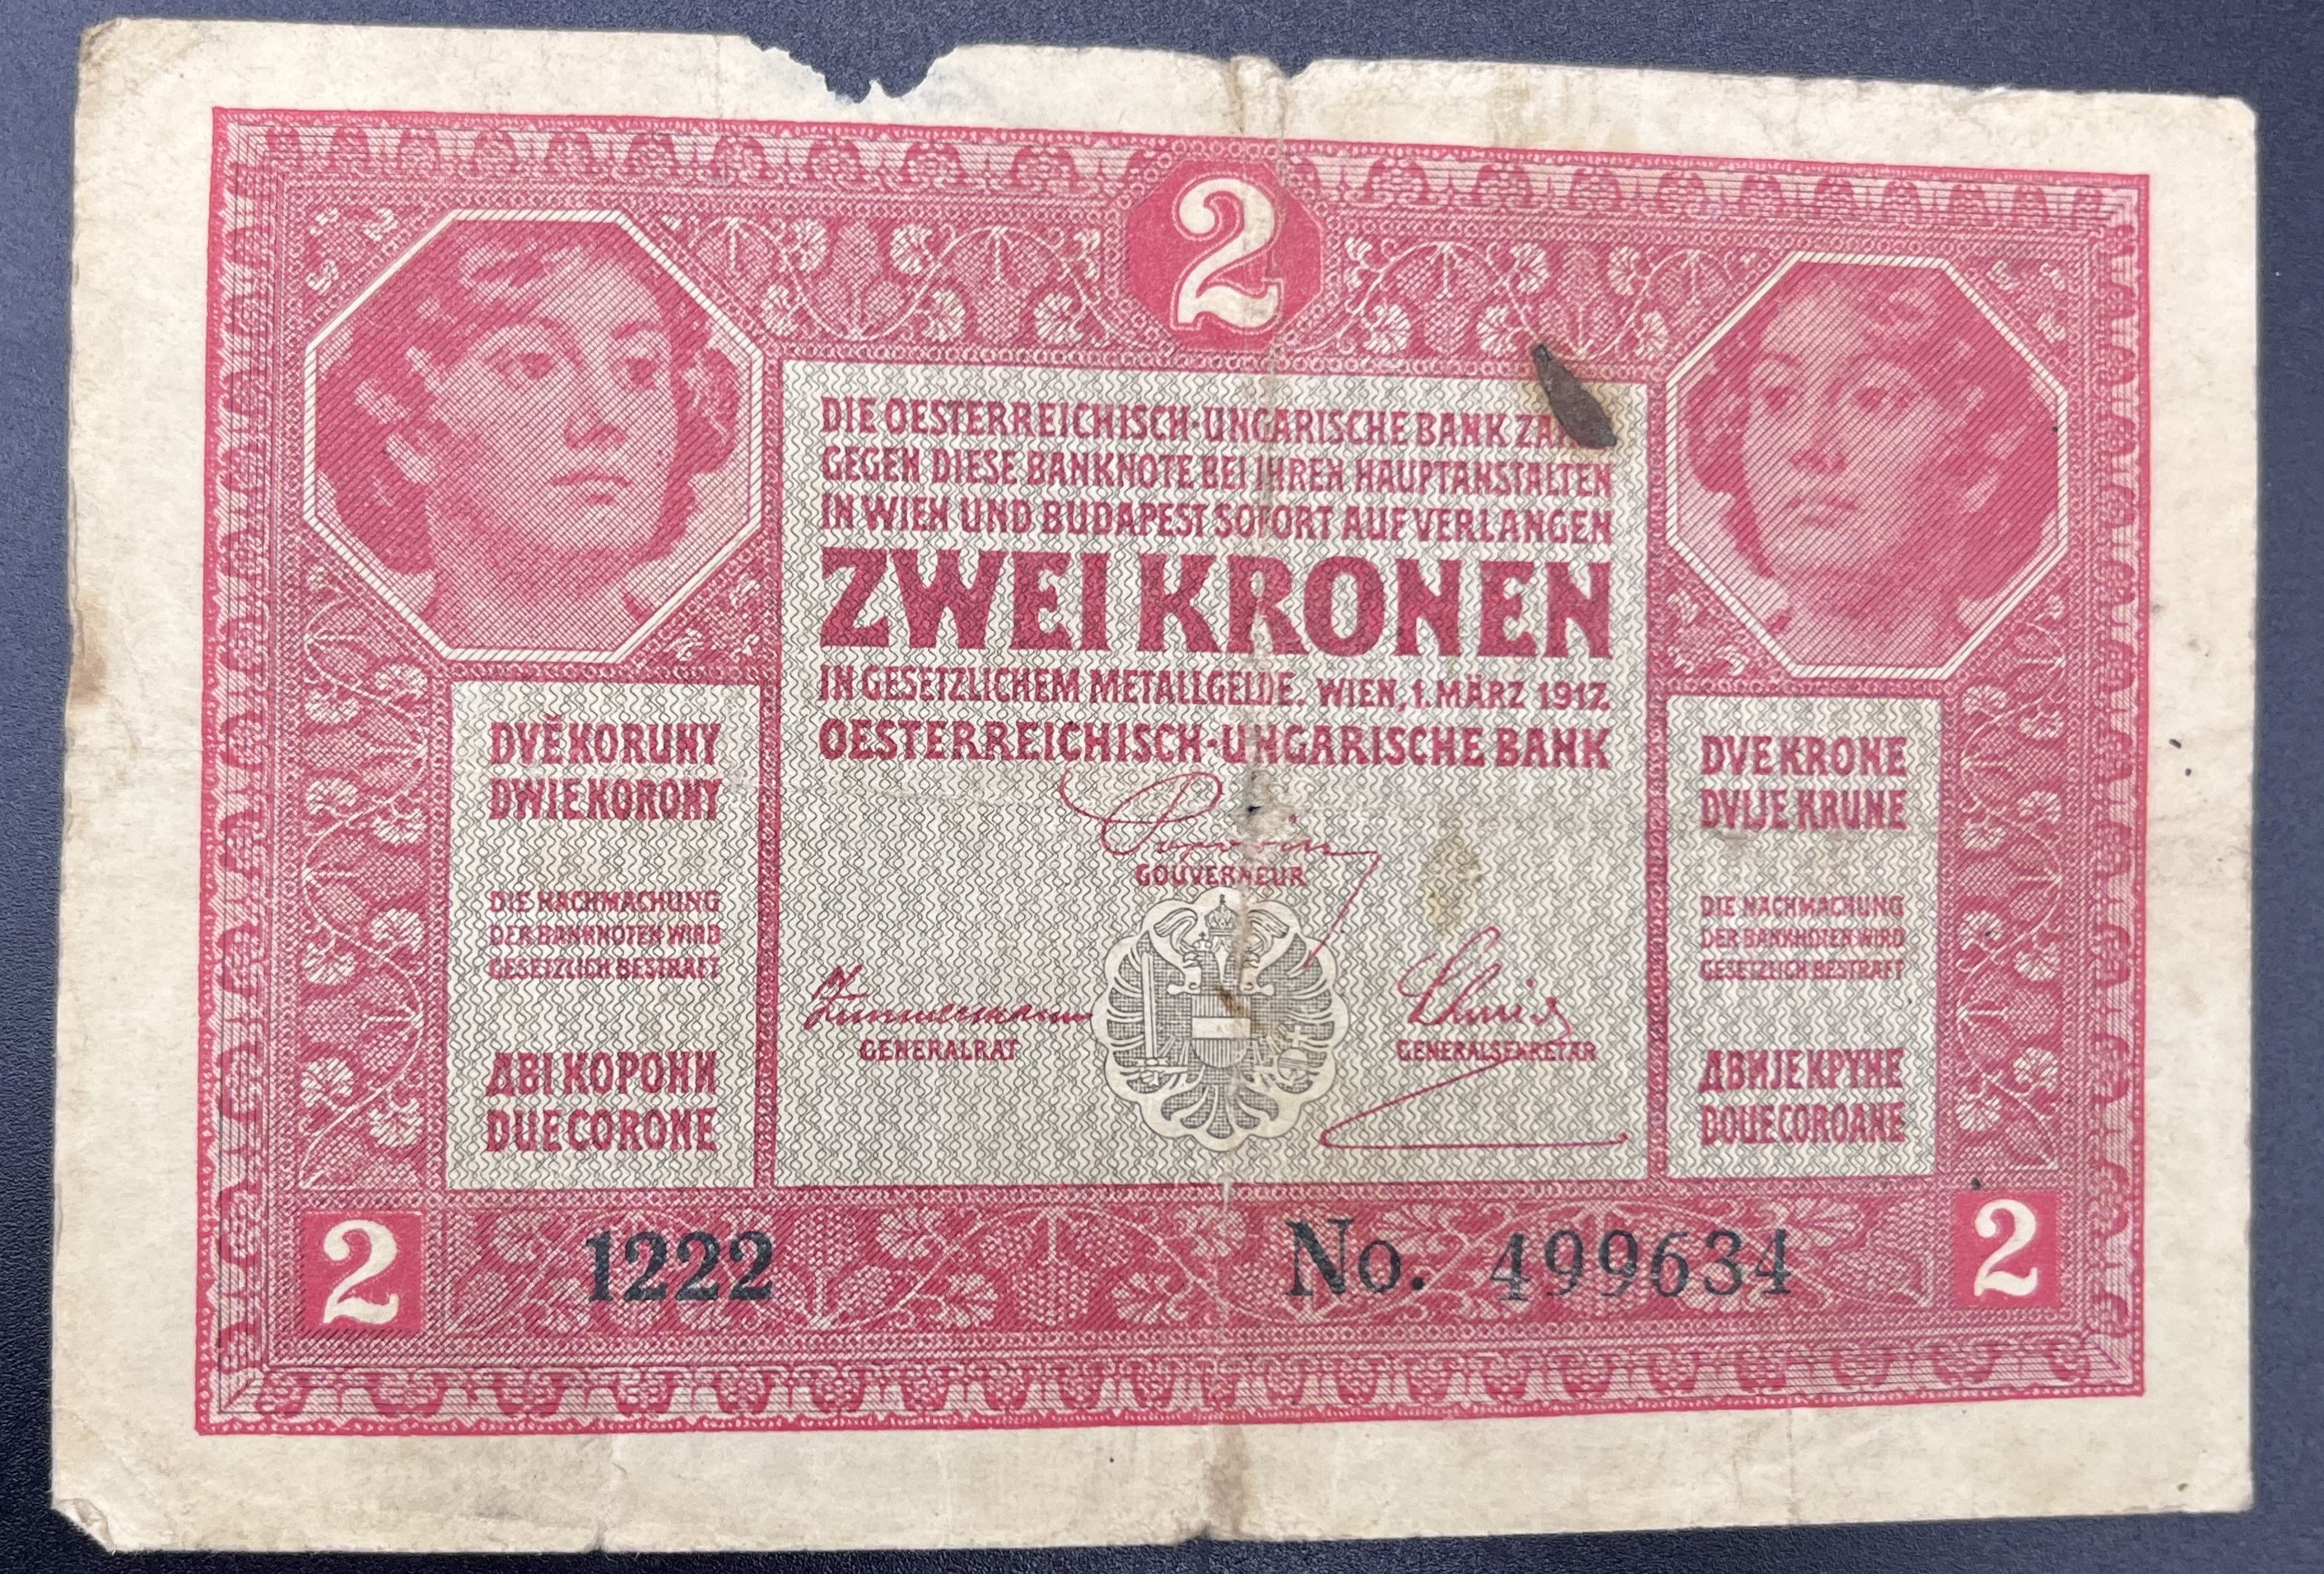 2
DIE OESTERREICHISCH-UNGARISCHE BANK
GEGEN DIESE BANKNOTE BEI IHREN HAUPTANSTALTEN
IN WIEN UND BUDAPEST SOFORT AUF VERLANGEN
ZWEI KRONEN
IN GESETZLICHEM METALLGELDE. WIEN, 1. MÄRZ 1917.
OESTERREICHISCH-UNGARISCHE BANK
GOUVERNEUR
GENERALRAT
GENERALSEKRETÄR
DVĚ KORUNY
DWIE KORONY
DIE NACHMACHUNG
DER BANKNOTEN WIRD
GESETZLICH BESTRAFT
ДВІ КОРОНИ
DUE CORONE
DVE KRONE
DVIJE KRUNE
DIE NACHMACHUNG
DER BANKNOTEN WIRD
GESETZLICH BESTRAFT
ДВИЈЕ КРУНЕ
DOUE COROANE
2
1222
No. 499634
2